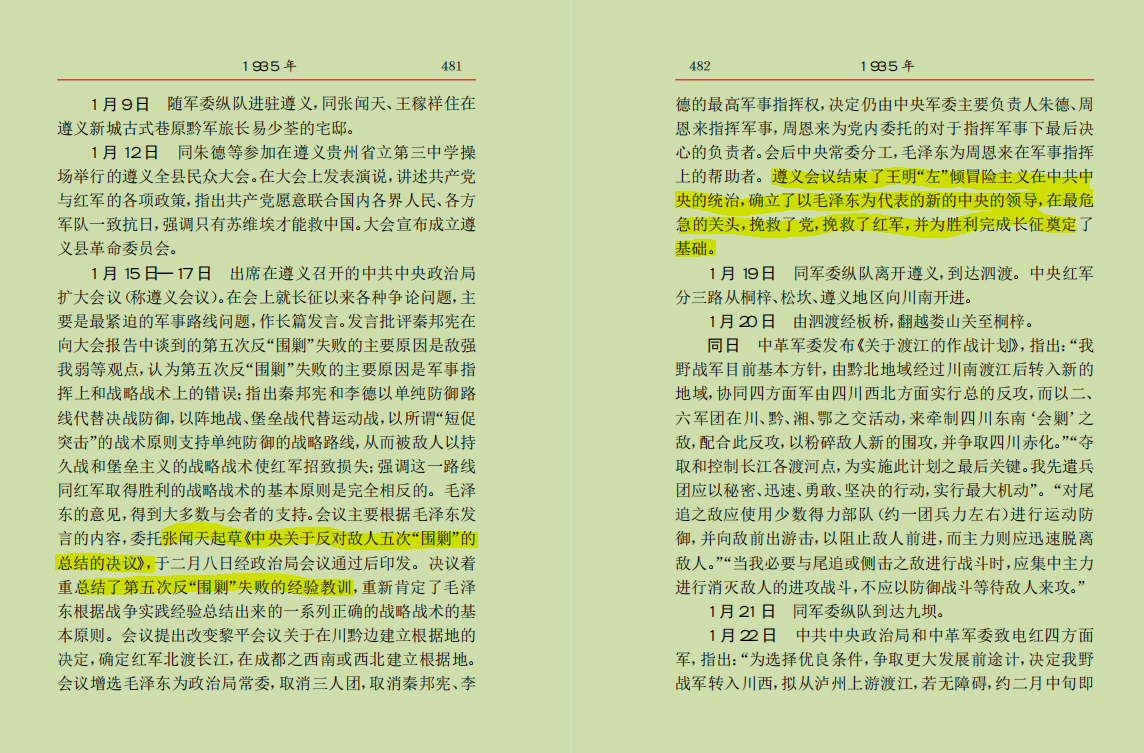 1935年 481
1月9日 随军委纵队进驻遵义,同张闻天、王稼祥住在
遵义新城古式巷原黔军旅长易少荃的宅邸。
1月12日 同朱德等参加在遵义贵州省立第三中学操
场举行的遵义全县民众大会。在大会上发表演说,讲述共产党
与红军的各项政策,指出共产党愿意联合国内各界人民、各方
军队一致抗日,强调只有苏维埃才能救中国。大会宣布成立遵
义县革命委员会。
1月15日—17日 出席在遵义召开的中共中央政治局
扩大会议(称遵义会议)。在会上就长征以来各种争论问题,主
要是最紧迫的军事路线问题,作长篇发言。发言批评秦邦宪在
向大会报告中谈到的第五次反“围剿”失败的主要原因是敌强
我弱等观点,认为第五次反“围剿”失败的主要原因是军事指
挥上和战略战术上的错误;指出秦邦宪和李德以单纯防御路
线代替决战防御,以阵地战、堡垒战代替运动战,以所谓“短促
突击”的战术原则支持单纯防御的战略路线,从而被敌人以持
久战和堡垒主义的战略战术使红军招致损失;强调这一路线
同红军取得胜利的战略战术的基本原则是完全相反的。毛泽
东的意见,得到大多数与会者的支持。会议主要根据毛泽东发
言的内容,委托张闻天起草《中央关于反对敌人五次“围剿”的
总结的决议》,于二月八日经政治局会议通过后印发。决议着
重总结了第五次反“围剿”失败的经验教训,重新肯定了毛泽
东根据战争实践经验总结出来的一系列正确的战略战术的基
本原则。会议提出改变黎平会议关于在川黔边建立根据地的
决定,确定红军北渡长江,在成都之西南或西北建立根据地。
会议增选毛泽东为政治局常委,取消三人团,取消秦邦宪、李
482 1935年
德的最高军事指挥权,决定仍由中央军委主要负责人朱德、周
恩来指挥军事,周恩来为党内委托的对于指挥军事下最后决
心的负责者。会后中央常委分工,毛泽东为周恩来在军事指挥
上的帮助者。遵义会议结束了王明“左”倾冒险主义在中共中
央的统治,确立了以毛泽东为代表的新的中央的领导,在最危
急的关头,挽救了党,挽救了红军,并为胜利完成长征奠定了
基础。
1月19日 同军委纵队离开遵义,到达泗渡。中央红军
分三路从桐梓、松坎、遵义地区向川南开进。
1月20日 由泗渡经板桥,翻越娄山关至桐梓。
同日 中革军委发布《关于渡江的作战计划》,指出:“我
野战军目前基本方针,由黔北地域经过川南渡江后转入新的
地域,协同四方面军由四川西北方面实行总的反攻,而以二、
六军团在川、黔、湘、鄂之交活动,来牵制四川东南‘会剿’之
敌,配合此反攻,以粉碎敌人新的围攻,并争取四川赤化。”“夺
取和控制长江各渡河点,为实施此计划之最后关键。我先遣兵
团应以秘密、迅速、勇敢、坚决的行动,实行最大机动”。“对尾
追之敌应使用少数得力部队(约一团兵力左右)进行运动防
御,并向敌前出游击,以阻止敌人前进,而主力则应迅速脱离
敌人。”“当我必要与尾追或侧击之敌进行战斗时,应集中主力
进行消灭敌人的进攻战斗,不应以防御战斗等待敌人来攻。”
1月21日 同军委纵队到达九坝。
1月22日 中共中央政治局和中革军委致电红四方面
军,指出:“为选择优良条件,争取更大发展前途计,决定我野
战军转入川西,拟从泸州上游渡江,若无障碍,约二月中旬即